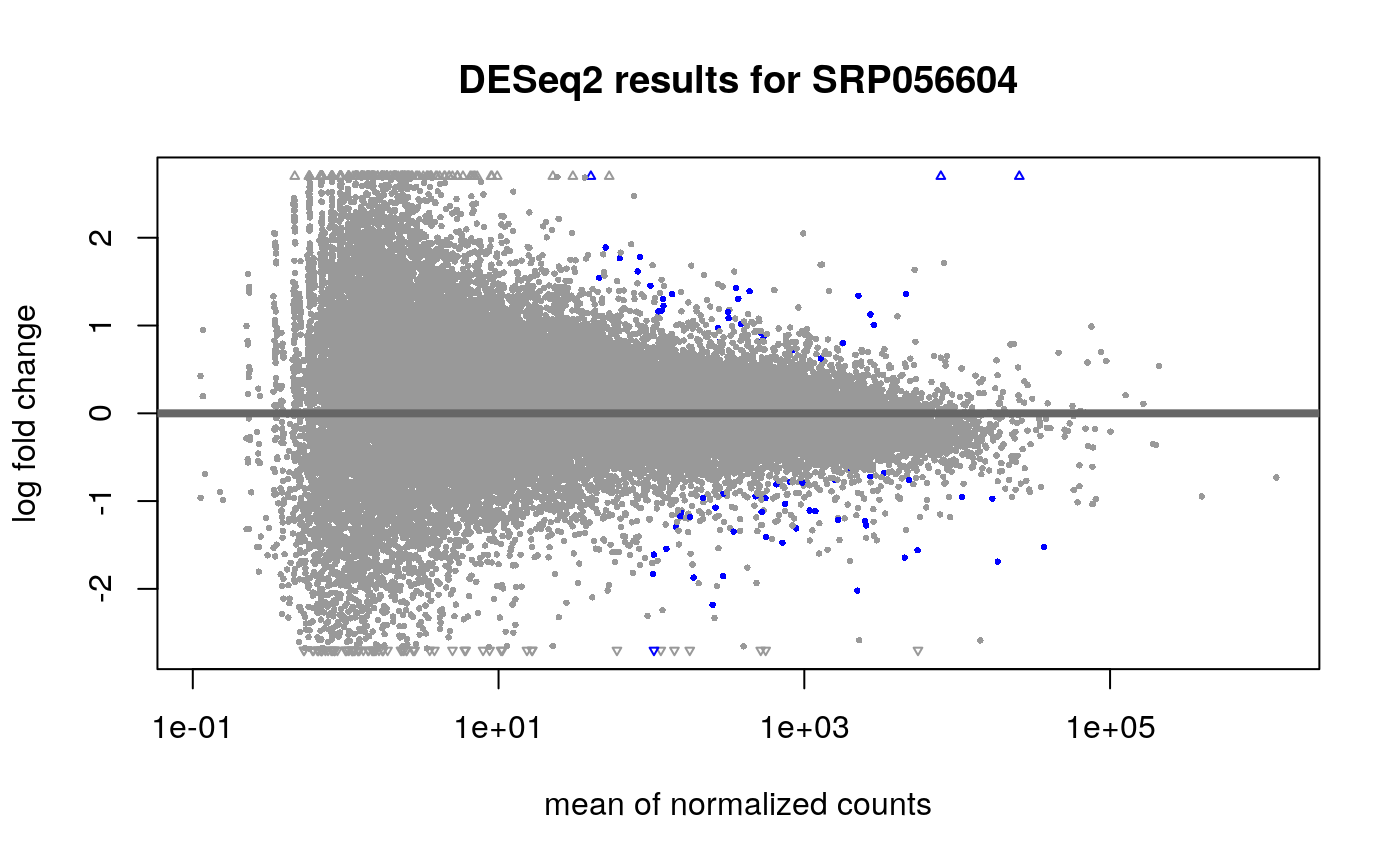 DESeq2 results for SRP056604
log fold change
2
1
0
-1
-2
1e-01 1e+01 1e+03 1e+05
mean of normalized counts